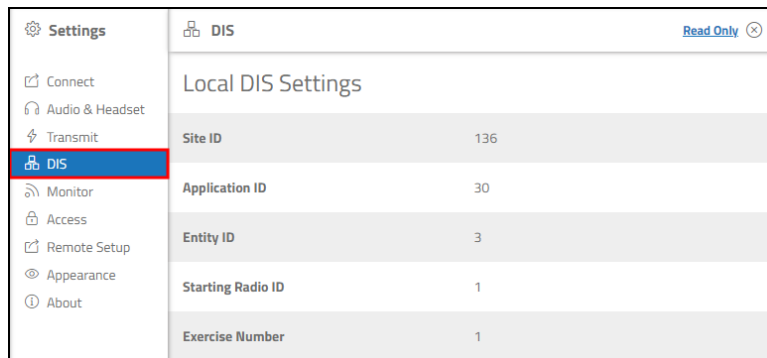 Settings
Connect
Audio & Headset
Transmit
DIS
Monitor
Access
Remote Setup
Appearance
About
DIS
Read Only
Local DIS Settings
Site ID 136
Application ID 30
Entity ID 3
Starting Radio ID 1
Exercise Number 1